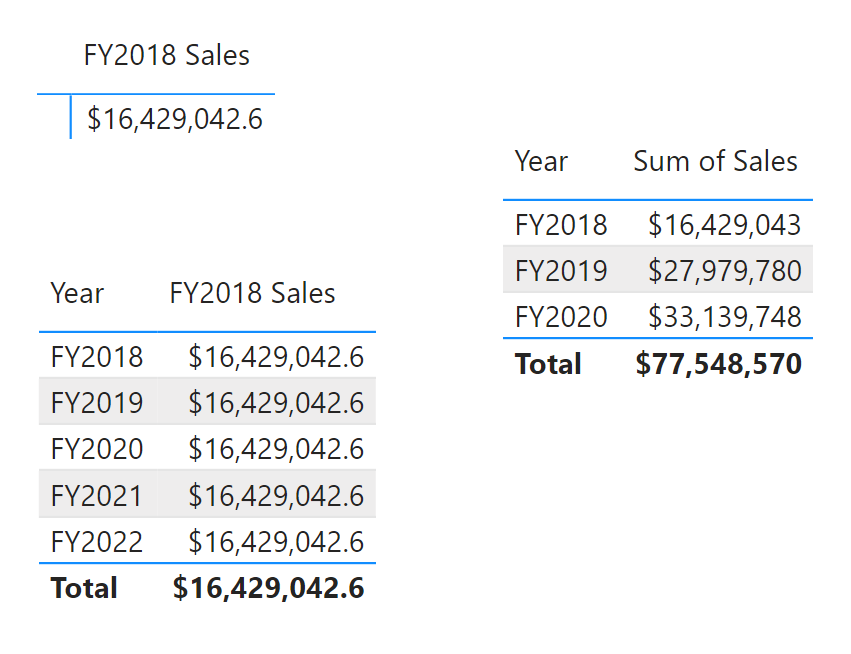 FY2018 Sales
$16,429,042.6
Year Sum of Sales
FY2018 $16,429,043
FY2019 $27,979,780
FY2020 $33,139,748
Total $77,548,570
Year FY2018 Sales
FY2018 $16,429,042.6
FY2019 $16,429,042.6
FY2020 $16,429,042.6
FY2021 $16,429,042.6
FY2022 $16,429,042.6
Total $16,429,042.6